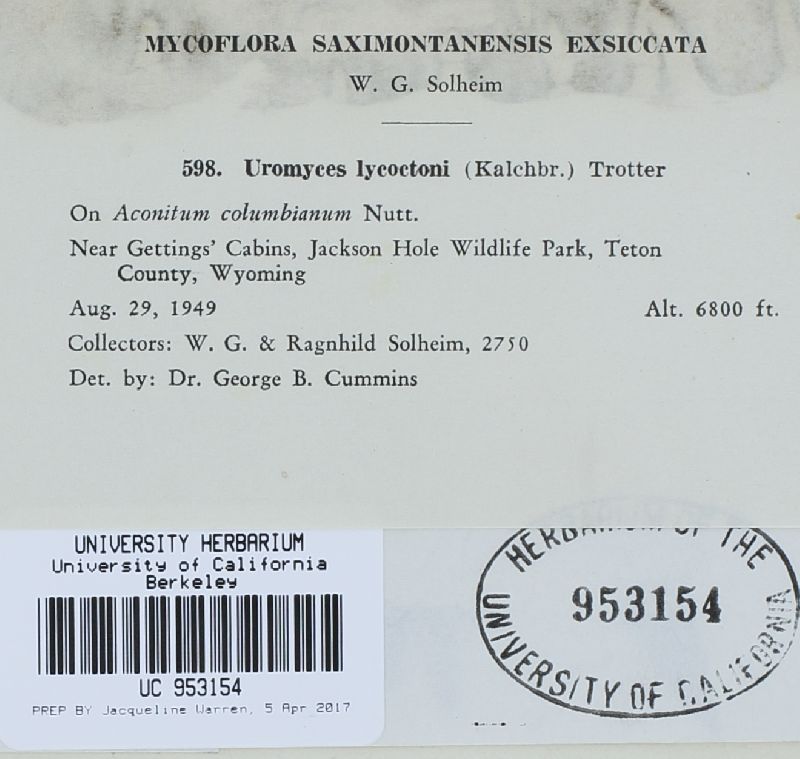 MYCOFLORA SAXIMONTANENSIS EXSICCATA
W. G. Solheim
598. Uromyces lycoctoni (Kalchbr.) Trotter
On Aconitum columbianum Nutt.
Near Gettings' Cabins, Jackson Hole Wildlife Park, Teton
County, Wyoming
Aug. 29, 1949 Alt. 6800 ft.
Collectors: W. G. & Ragnhild Solheim, 2750
Det. by: Dr. George B. Cummins
UNIVERSITY HERBARIUM
University of California
Berkeley
UC 953154
PREP BY Jacqueline Warren, 5 Apr 2017
HERBARIUM OF THE
953154
UNIVERSITY OF CALIFORNIA